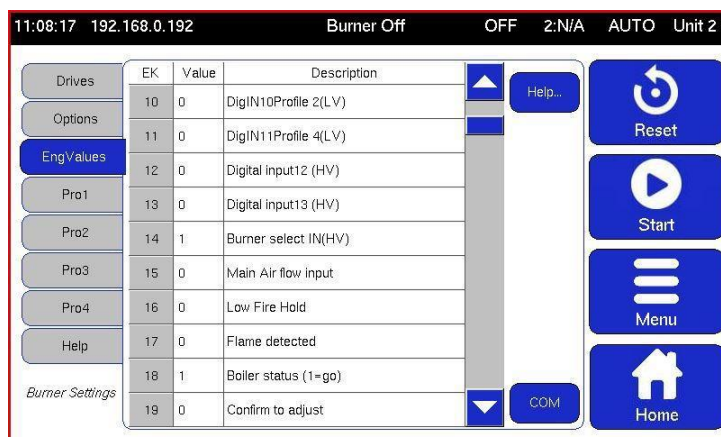 11:08:17 192.168.0.192 Burner Off OFF 2:N/A AUTO Unit 2
Drives
Options
EngValues
Pro1
Pro2
Pro3
Pro4
Help
Burner Settings
EK Value Description
10 0 DigIN10Profile 2(LV)
11 0 DigIN11Profile 4(LV)
12 0 Digital input12 (HV)
13 0 Digital input13 (HV)
14 1 Burner select IN(HV)
15 0 Main Air flow input
16 0 Low Fire Hold
17 0 Flame detected
18 1 Boiler status (1=go)
19 0 Confirm to adjust
Help...
COM
Reset
Start
Menu
Home